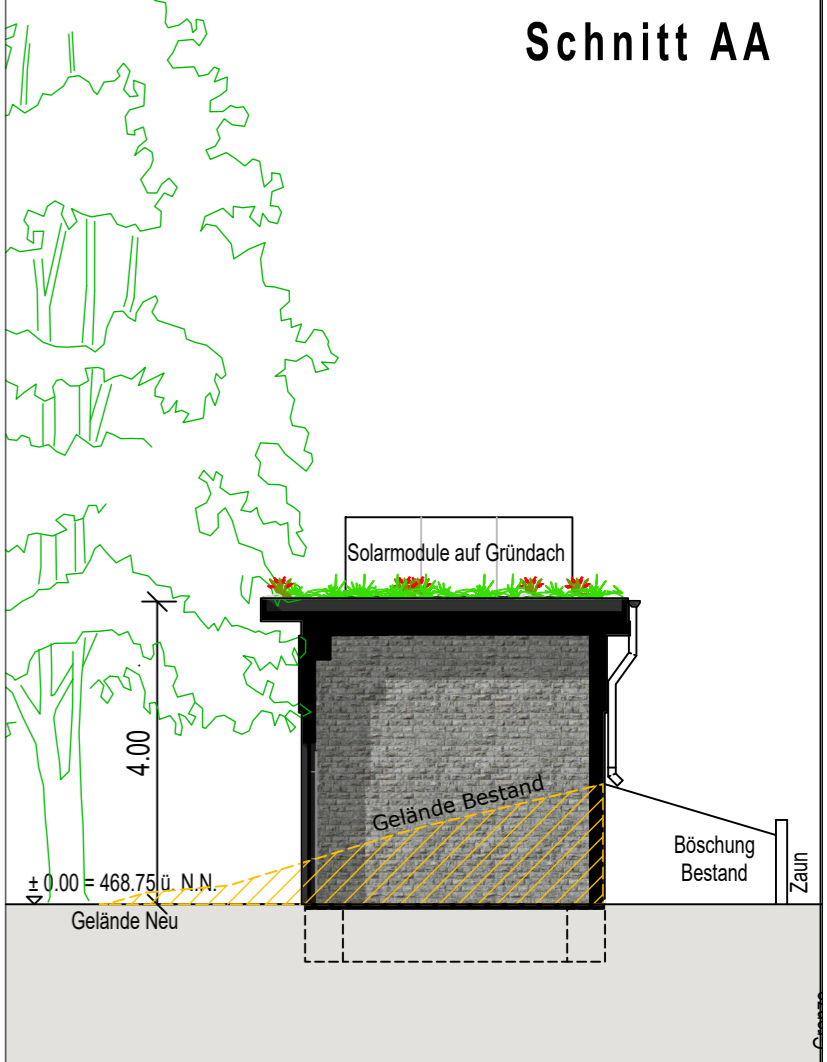 Schnitt AA
Solarmodule auf Gründach
4.00
Gelände Bestand
Böschung
Bestand
Zaun
± 0.00 = 468.75 ü. N.N.
Gelände Neu